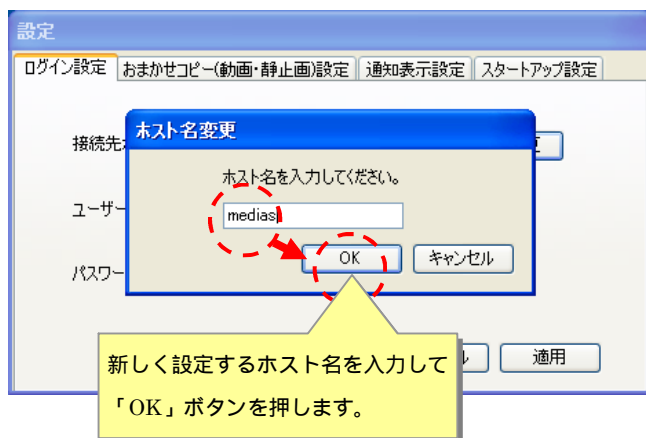 設定
ログイン設定 おまかせコピー(動画・静止画)設定 通知表示設定 スタートアップ設定
ホスト名変更
接続先
ホスト名を入力してください。
ユーザー
medias
OK キャンセル
パスワー
適用
新しく設定するホスト名を入力して
「OK」ボタンを押します。